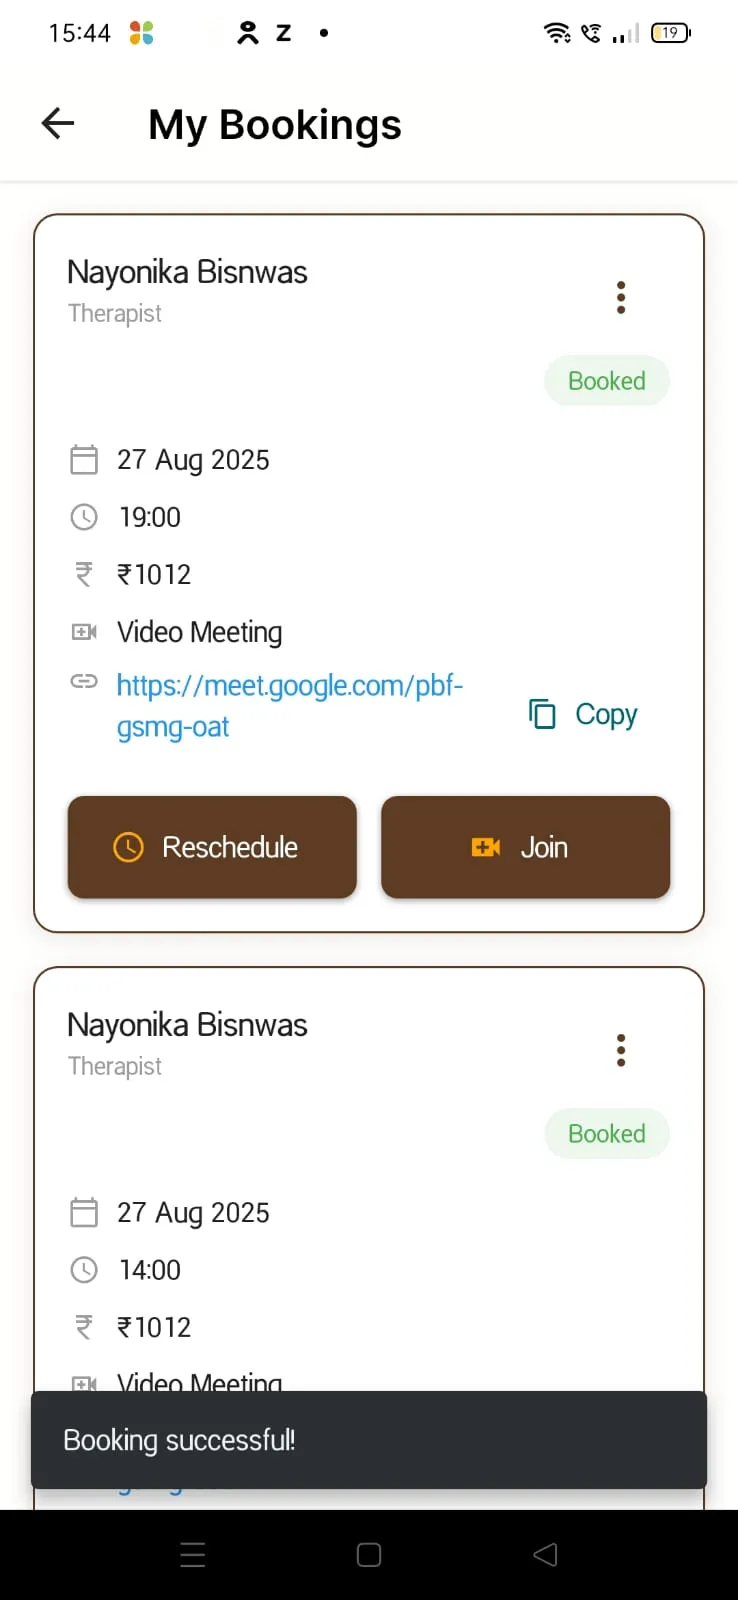 15:44
Z
19
My Bookings
Nayonika Bisnwas
Therapist
Booked
27 Aug 2025
19:00
₹1012
Video Meeting
https://meet.google.com/pbf-
gsmg-oat
Copy
Reschedule
Join
Nayonika Bisnwas
Therapist
Booked
27 Aug 2025
14:00
₹1012
Video Meeting
Booking successful!